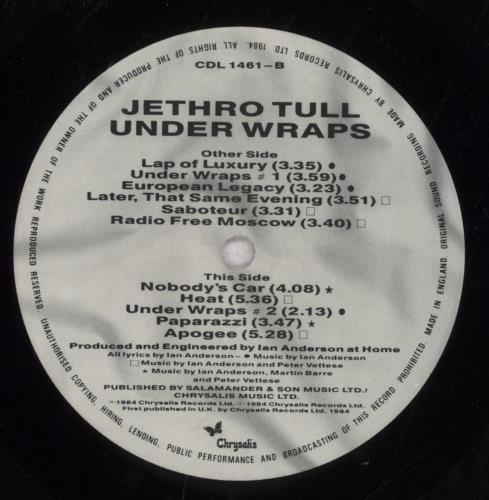 ORIGINAL SOUND RECORDING MADE BY CHRYSALIS RECORDS LTD. 1984. ALL RIGHTS OF THE PRODUCER AND OF THE OWNER OF THE WORK REPRODUCED RESERVED. UNAUTHORISED COPYING, HIRING, LENDING, PUBLIC PERFORMANCE AND BROADCASTING OF THIS RECORD PROHIBITED. MADE IN ENGLAND.
CDL 1461-B
JETHRO TULL
UNDER WRAPS
Other Side
Lap of Luxury (3.35) ●
Under Wraps # 1 (3.59) ●
European Legacy (3.23) ●
Later, That Same Evening (3.51) □
Saboteur (3.31) □
Radio Free Moscow (3.40) □
This Side
Nobody's Car (4.08) ★
Heat (5.36) □
Under Wraps # 2 (2.13) ●
Paparazzi (3.47) ★
Apogee (5.28) □
Produced and Engineered by Ian Anderson at Home
All lyrics by Ian Anderson– ● Music by Ian Anderson
□ Music by Ian Anderson and Peter Vettese
★ Music by Ian Anderson, Martin Barre
and Peter Vettese
PUBLISHED BY SALAMANDER & SON MUSIC LTD./
CHRYSALIS MUSIC LTD.
℗ 1984 Chrysalis Records Ltd. © 1984 Chrysalis Records Ltd.
First published in U.K. by Chrysalis Records Ltd. 1984
Chrysalis